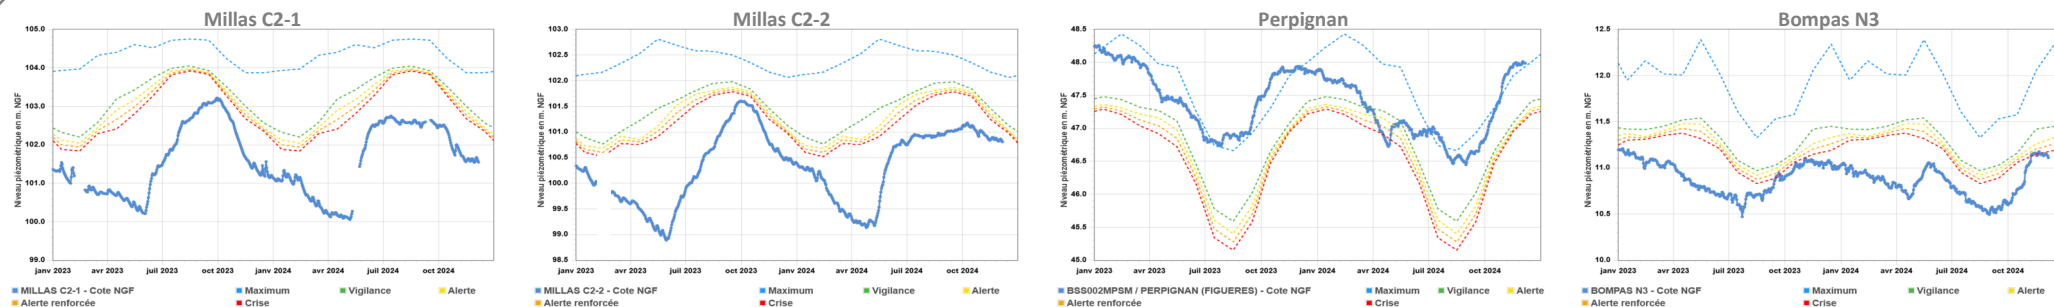 Millas C2-1
Niveau piézométrique en m. NGF
105.0
104.0
103.0
102.0
101.0
100.0
99.0
janv 2023 avr 2023 juil 2023 oct 2023 janv 2024 avr 2024 juil 2024 oct 2024
MILLAS C2-1 - Cote NGF Maximum Vigilance Alerte
Alerte renforcée Crise
Millas C2-2
Niveau piézométrique en m. NGF
103.0
102.5
102.0
101.5
101.0
100.5
100.0
99.5
99.0
98.5
janv 2023 avr 2023 juil 2023 oct 2023 janv 2024 avr 2024 juil 2024 oct 2024
MILLAS C2-2 - Cote NGF Maximum Vigilance Alerte
Alerte renforcée Crise
Perpignan
Niveau piézométrique en m. NGF
48.5
48.0
47.5
47.0
46.5
46.0
45.5
45.0
janv 2023 avr 2023 juil 2023 oct 2023 janv 2024 avr 2024 juil 2024 oct 2024
BSS002MPSM / PERPIGNAN (FIGUERES) - Cote NGF Maximum Vigilance Alerte
Alerte renforcée Crise
Bompas N3
Niveau piézométrique en m. NGF
12.5
12.0
11.5
11.0
10.5
10.0
janv 2023 avr 2023 juil 2023 oct 2023 janv 2024 avr 2024 juil 2024 oct 2024
BOMPAS N3 - Cote NGF Maximum Vigilance Alerte
Alerte renforcée Crise